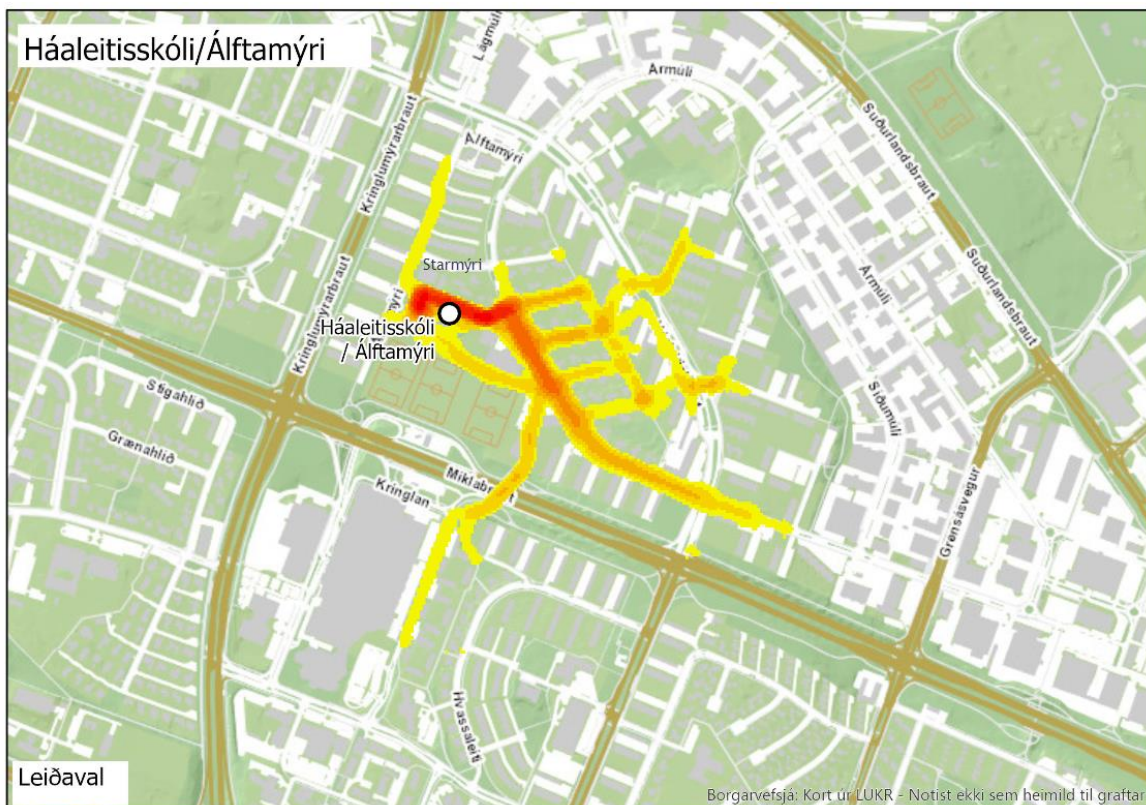 Háaleitisskóli/Álftamýri
Lágmúli
Ármúli
Suðurlandsbraut
Kringlumýrarbraut
Álftamýri
Starmýri
Háaleitisskóli
/ Álftamýri
Kringlumýrarbraut
Ármúli
Suðurlandsbraut
Stigahlíð
Síðumúli
Grænahlíð
Miklabraut
Kringlan
Grensásvegur
Hvassaleiti
Leiðaval
Borgarvefsjá: Kort úr LUKR - Notist ekki sem heimild til graftar